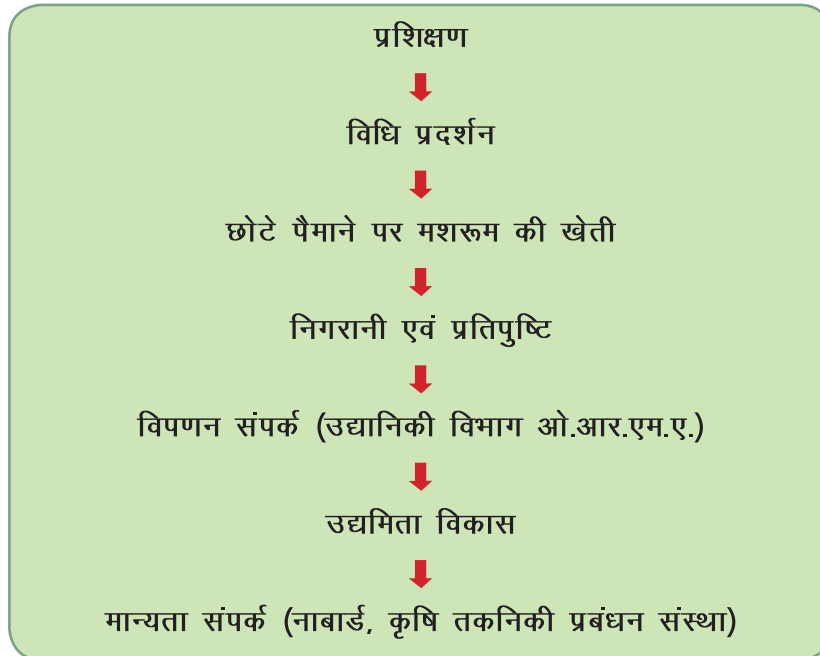 प्रशिक्षण
विधि प्रदर्शन
छोटे पैमाने पर मशरूम की खेती
निगरानी एवं प्रतिपुष्टि
विपणन संपर्क (उद्यानिकी विभाग ओ.आर.एम.ए.)
उद्यमिता विकास
मान्यता संपर्क (नाबार्ड, कृषि तकनिकी प्रबंधन संस्था)